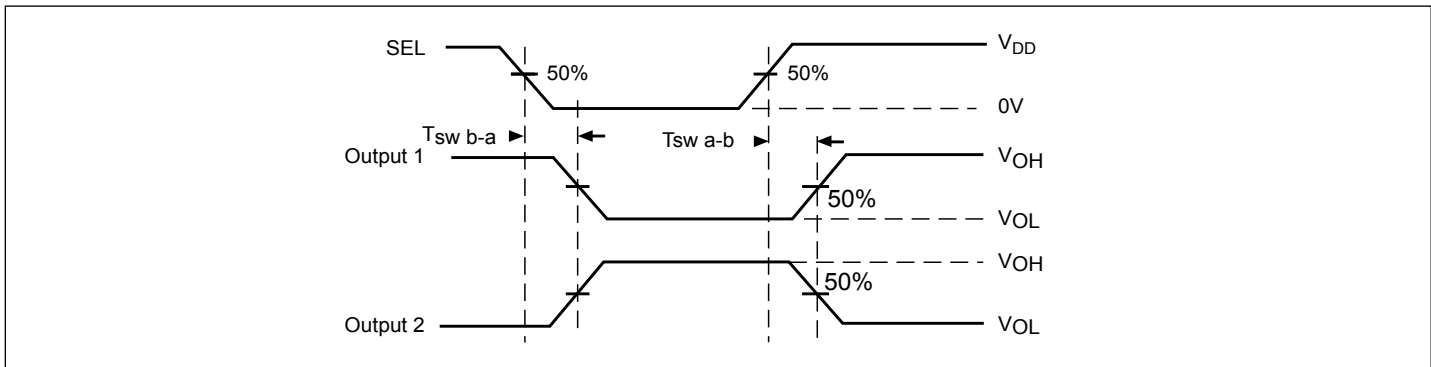 SEL
50%
50%
VDD
0V
Tsw b-a
Tsw a-b
Output 1
VOH
50%
VOL
VOH
50%
Output 2
VOL